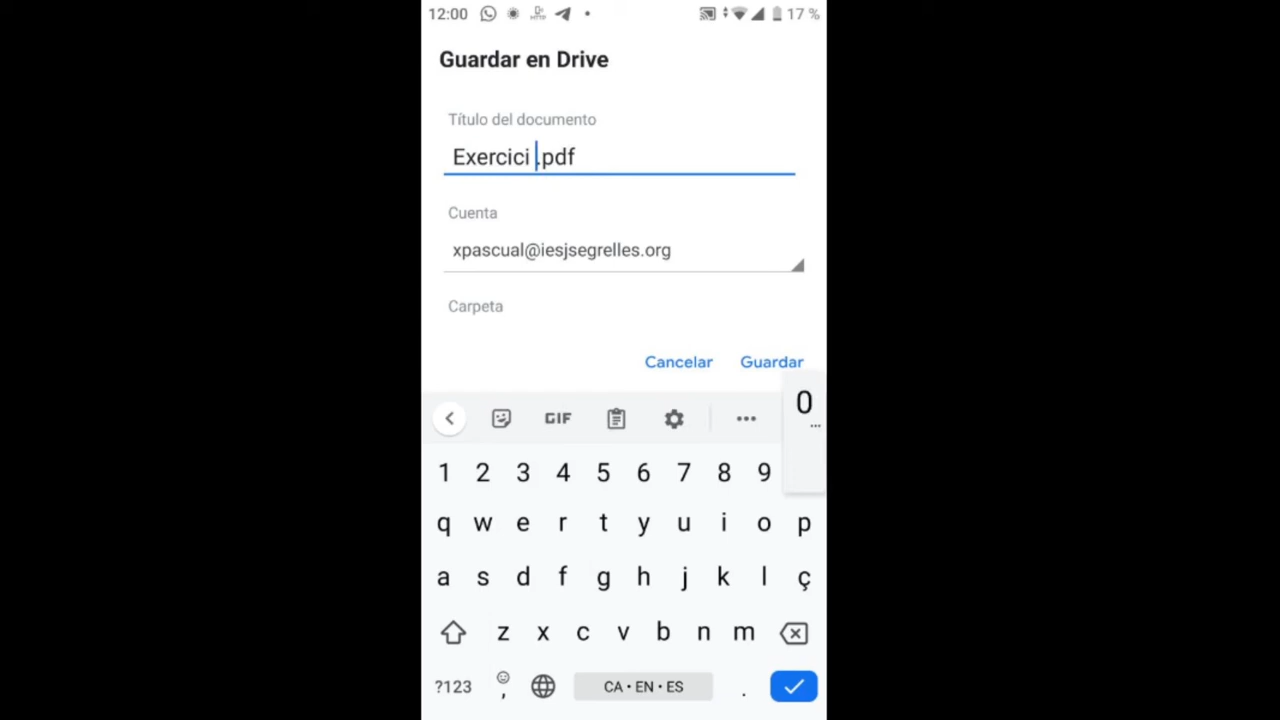 12:00 HTTP 17 %
Guardar en Drive
Título del documento
Exercici .pdf
Cuenta
xpascual@iesjsegrelles.org
Carpeta
Cancelar Guardar
0
GIF ...
1 2 3 4 5 6 7 8 9
q w e r t y u i o p
a s d f g h j k l ç
z x c v b n m
?123 , CA • EN • ES .